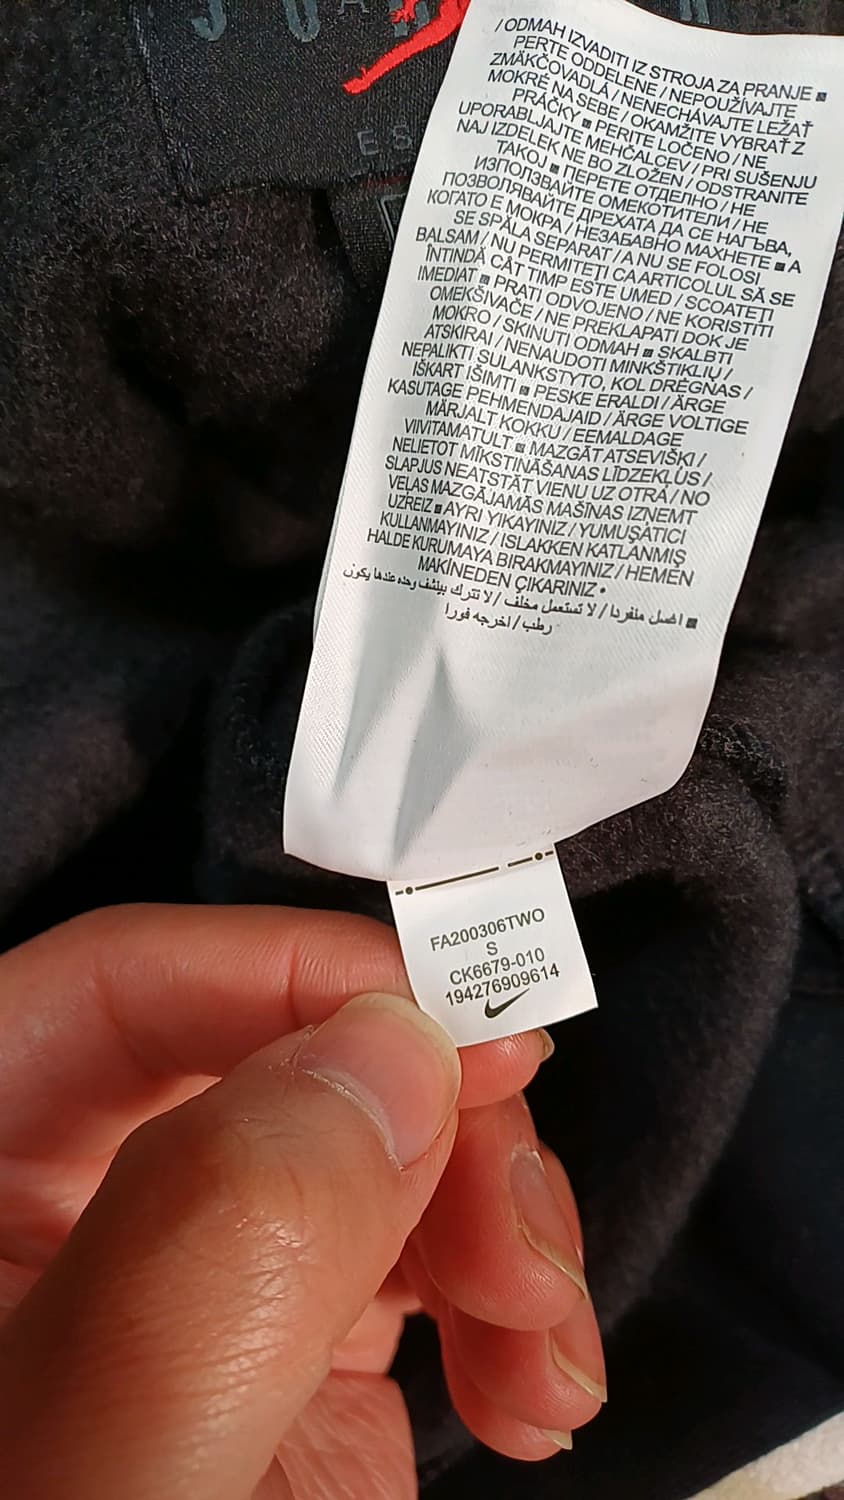 ES
/ ODMAH IZVADITI IZ STROJA ZA PRANJE ■
PERTE ODDELENE / NEPOUŽÍVAJTE
ZMÄKČOVADLÁ / NENECHÁVAJTE LEŽAŤ
MOKRÉ NA SEBE / OKAMŽITE VYBRAŤ Z
PRÁČKY ■ PERITE LOČENO / NE
UPORABLJAJTE MEHČALCEV / PRI SUŠENJU
NAJ IZDELEK NE BO ZLOŽEN / ODSTRANITE
TAKOJ ■ ПЕРЕТЕ ОТДЕЛНО / НЕ
ИЗПОЛЗВАЙТЕ ОМЕКОТИТЕЛИ / НЕ
ПОЗВОЛЯВАЙТЕ ДРЕХАТА ДА СЕ НАГЪВА,
КОГАТО Е МОКРА / НЕЗАБАВНО МАХНЕТЕ ■ A
SE SPĂLA SEPARAT / A NU SE FOLOSI
BALSAM / NU PERMITEȚI CA ARTICOLUL SĂ SE
ÎNTINDĂ CÂT TIMP ESTE UMED / SCOATEȚI
IMEDIAT ■ PRATI ODVOJENO / NE KORISTITI
OMEKŠIVAČE / NE PREKLAPATI DOK JE
MOKRO / SKINUTI ODMAH ■ SKALBTI
ATSKIRAI / NENAUDOTI MINKŠTIKLIŲ /
NEPALIKTI SULANKSTYTO, KOL DRĖGNAS /
IŠKART IŠIMTI ■ PESKE ERALDI / ÄRGE
KASUTAGE PEHMENDAJAID / ÄRGE VOLTIGE
MÄRJALT KOKKU / EEMALDAGE
VIIVITAMATULT ■ MAZGĀT ATSEVIŠĶI /
NELIETOT MĪKSTINĀŠANAS LĪDZEKĻUS /
SLAPJUS NEATSTĀT VIENU UZ OTRA / NO
VEĻAS MAZGĀJAMĀS MAŠĪNAS IZŅEMT
UZREIZ ■ AYRI YIKAYINIZ / YUMUŞATICI
KULLANMAYINIZ / ISLAKKEN KATLANMIŞ
HALDE KURUMAYA BIRAKMAYINIZ / HEMEN
MAKİNEDEN ÇIKARINIZ •
■ اغسل منفردا / لا تستعمل مخلف / لا تترك بينشف وحده عندها يكون
رطب / اخرجه فورا
FA200306TWO
S
CK6679-010
194276909614